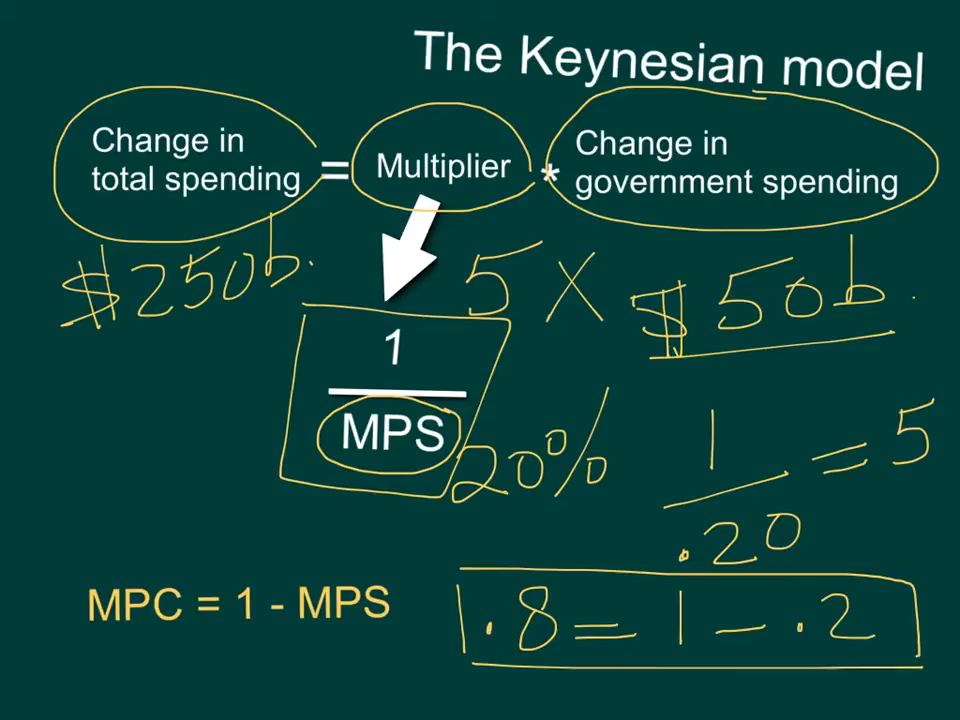 The Keynesian model
Change in
total spending
=
Multiplier
*
Change in
government spending
$250b.
5 X $50b.
1
MPS
20%
1
.20
= 5
MPC = 1 - MPS
.8 = 1 - .2